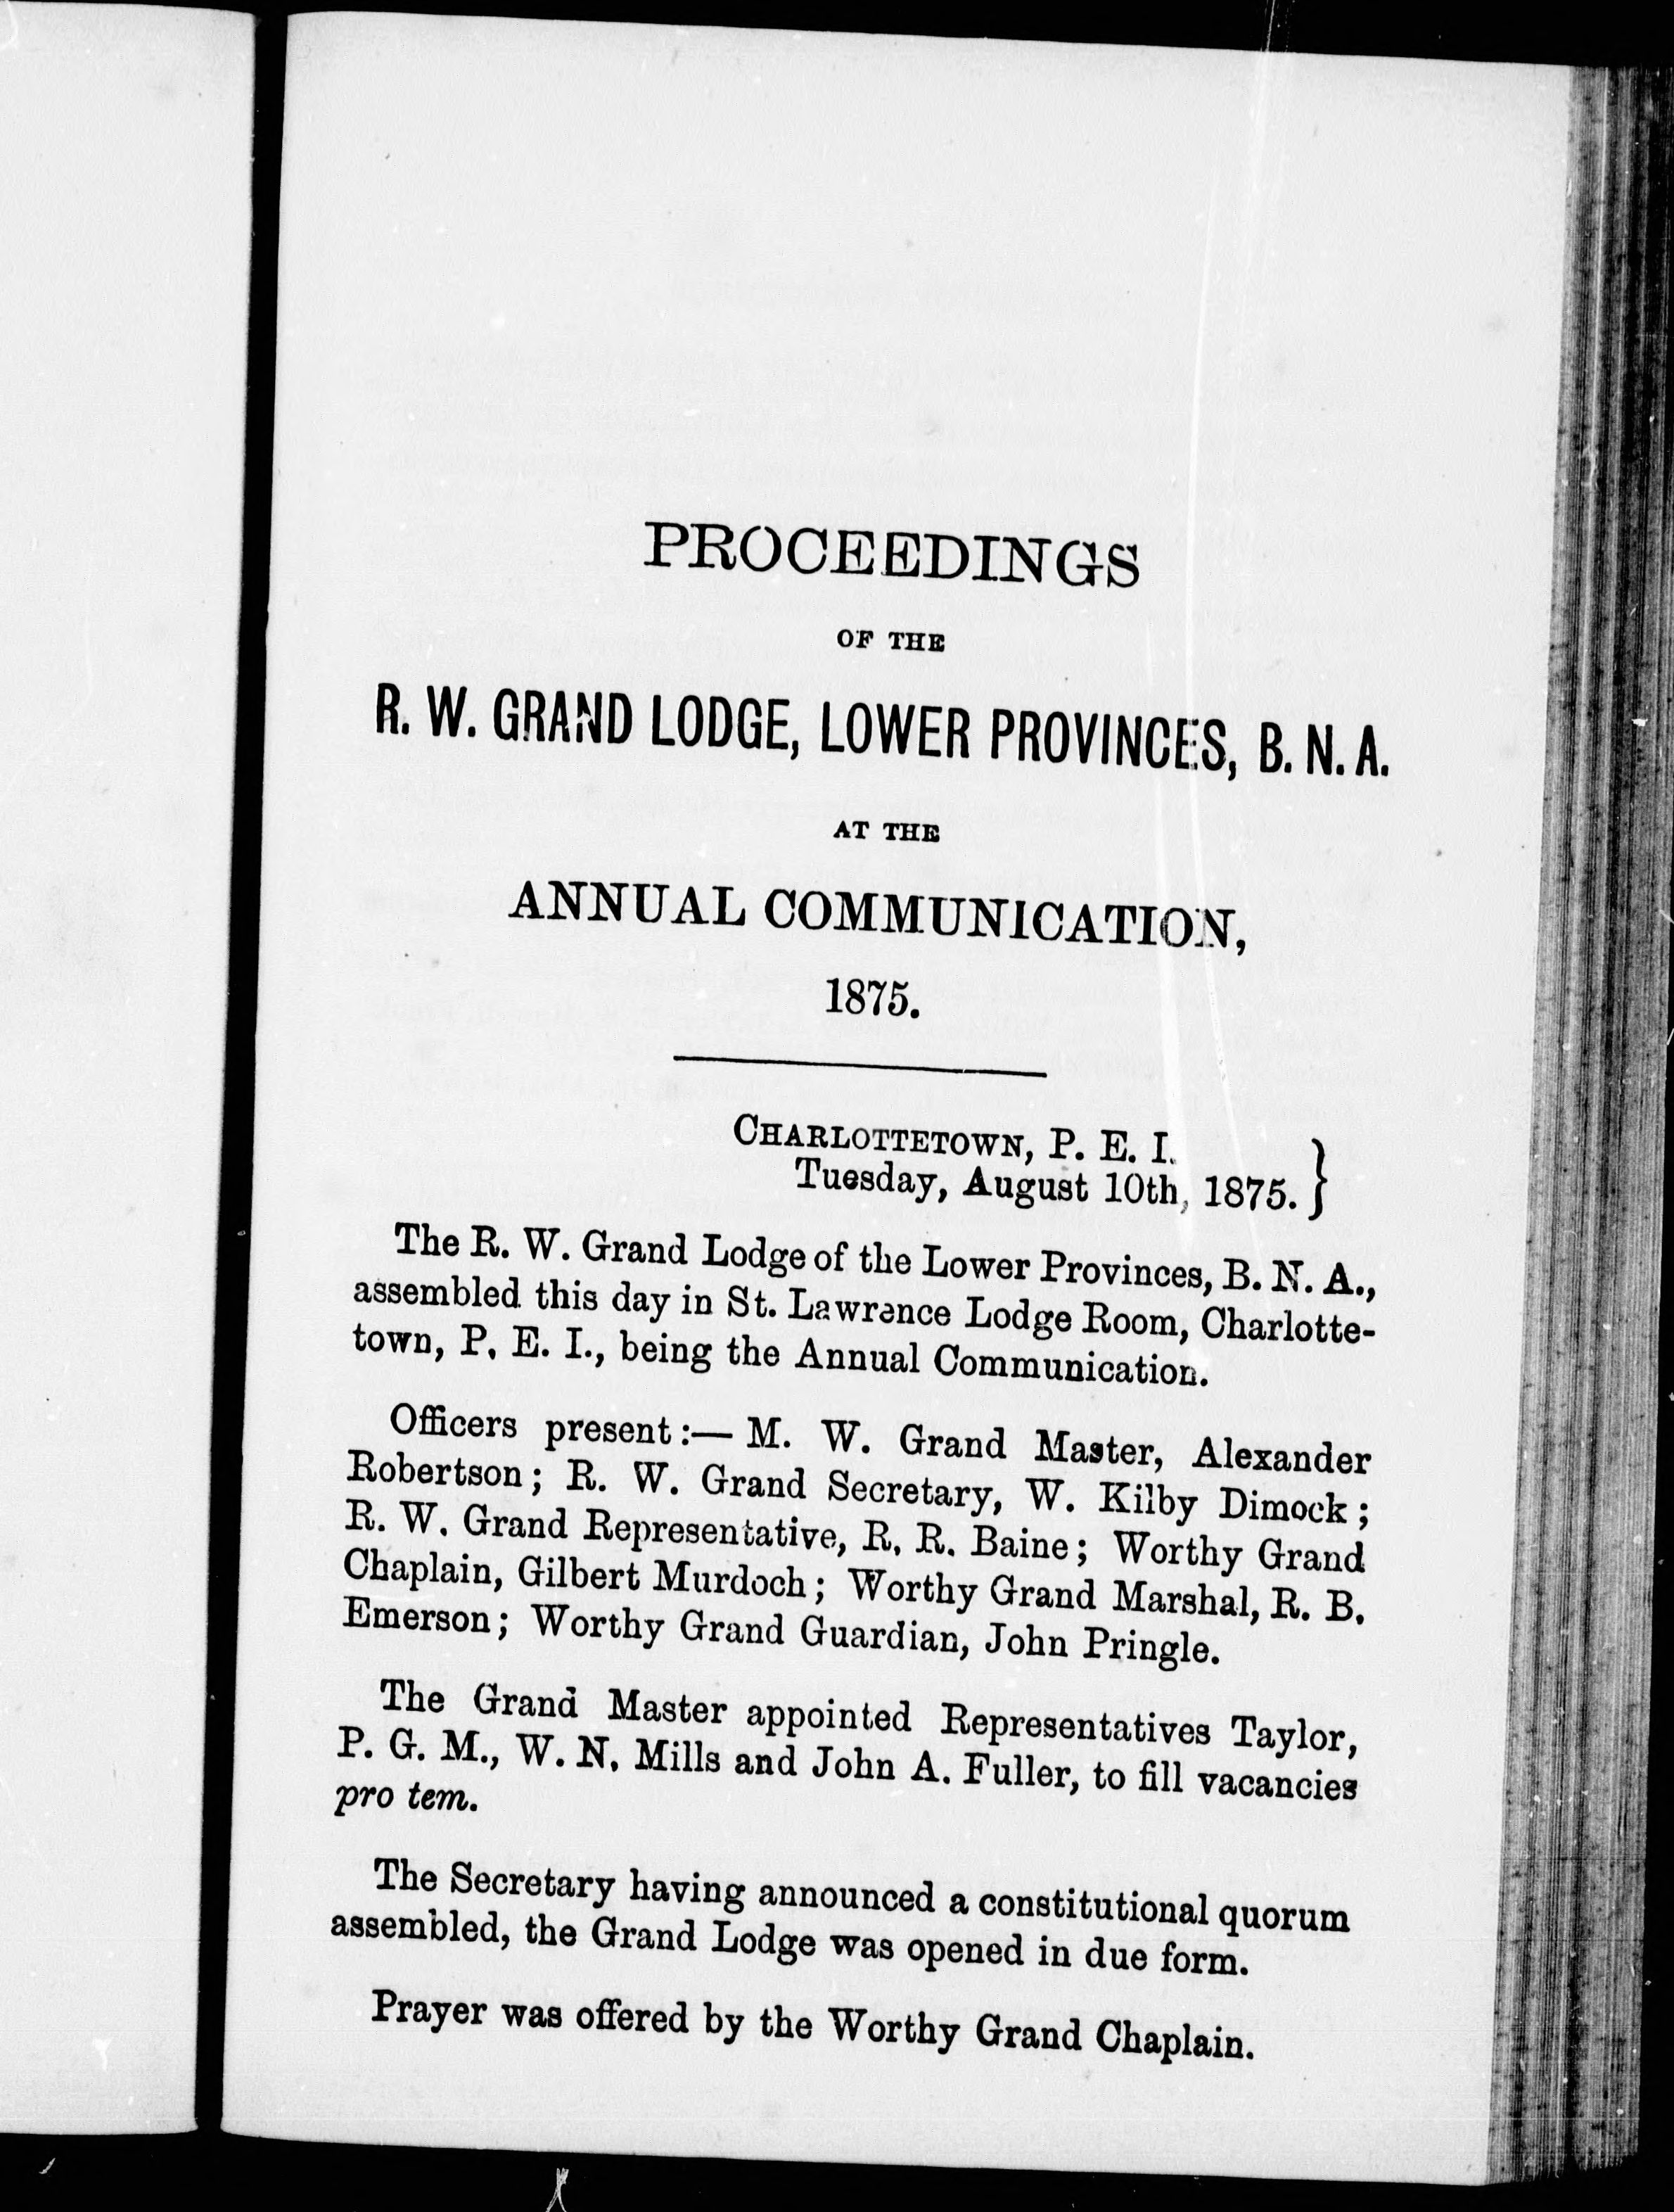 PROCEEDINGS
OF THE
R. W. GRAND LODGE, LOWER PROVINCES, B. N. A.
AT THE
ANNUAL COMMUNICATION,
1875.
CHARLOTTETOWN, P. E. I. }
Tuesday, August 10th, 1875.
The R. W. Grand Lodge of the Lower Provinces, B. N. A.,
assembled this day in St. Lawrence Lodge Room, Charlotte-
town, P. E. I., being the Annual Communication.
Officers present :— M. W. Grand Master, Alexander
Robertson; R. W. Grand Secretary, W. Kilby Dimock;
R. W. Grand Representative, R. R. Baine; Worthy Grand
Chaplain, Gilbert Murdoch; Worthy Grand Marshal, R. B.
Emerson; Worthy Grand Guardian, John Pringle.
The Grand Master appointed Representatives Taylor,
P. G. M., W. N. Mills and John A. Fuller, to fill vacancies
pro tem.
The Secretary having announced a constitutional quorum
assembled, the Grand Lodge was opened in due form.
Prayer was offered by the Worthy Grand Chaplain.